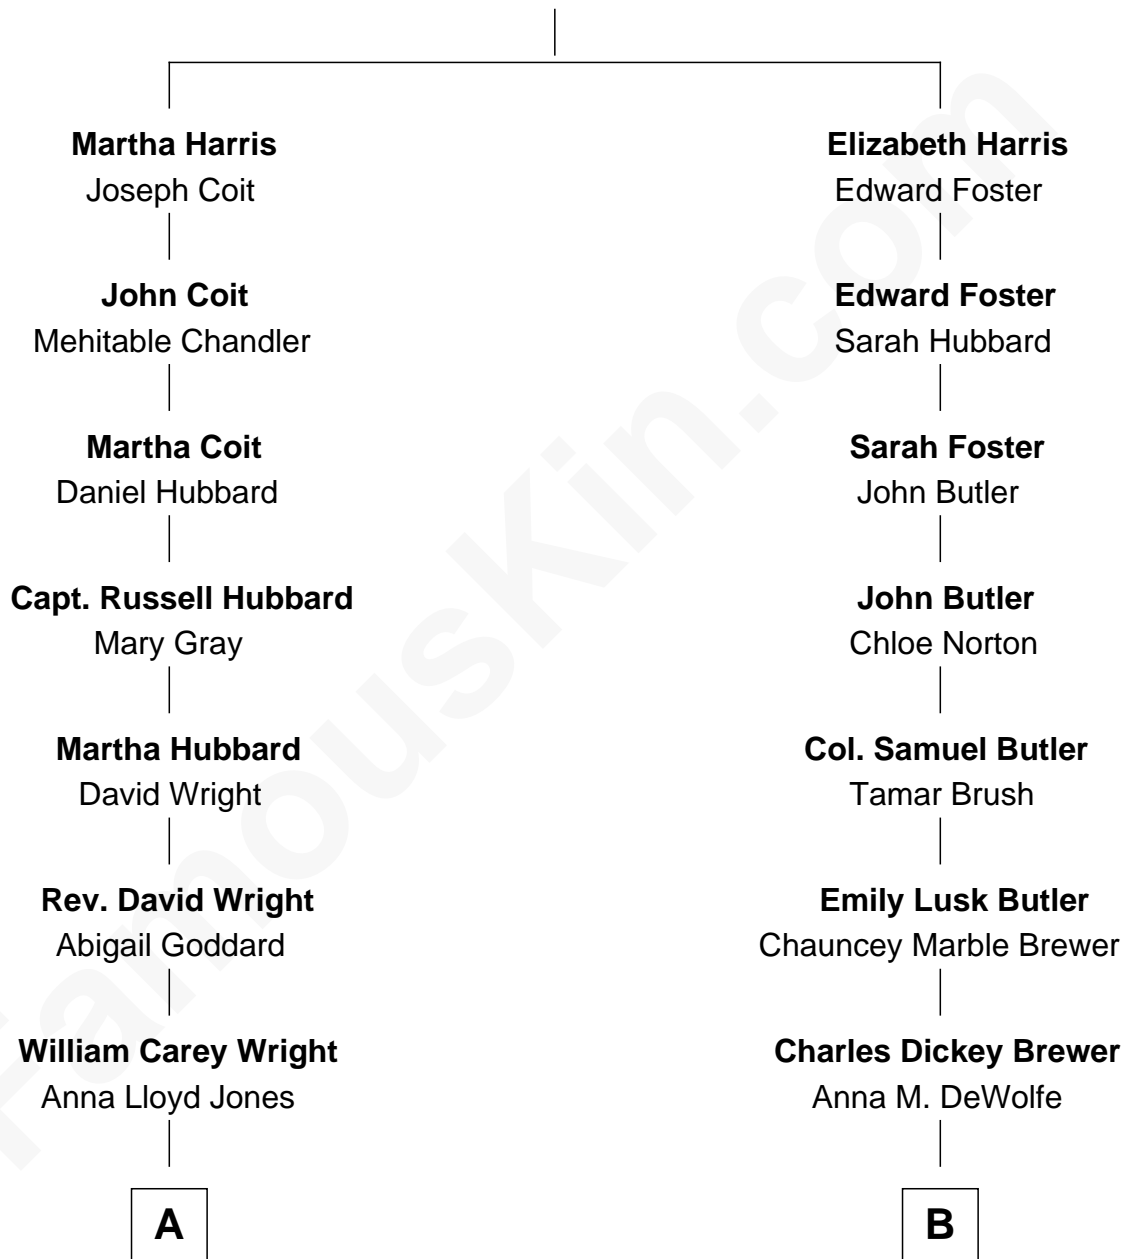 Martha Harris
Joseph Coit
John Coit
Mehitable Chandler
Martha Coit
Daniel Hubbard
Capt. Russell Hubbard
Mary Gray
Martha Hubbard
David Wright
Rev. David Wright
Abigail Goddard
William Carey Wright
Anna Lloyd Jones
A
Elizabeth Harris
Edward Foster
Edward Foster
Sarah Hubbard
Sarah Foster
John Butler
John Butler
Chloe Norton
Col. Samuel Butler
Tamar Brush
Emily Lusk Butler
Chauncey Marble Brewer
Charles Dickey Brewer
Anna M. DeWolfe
B
FamousKin.com